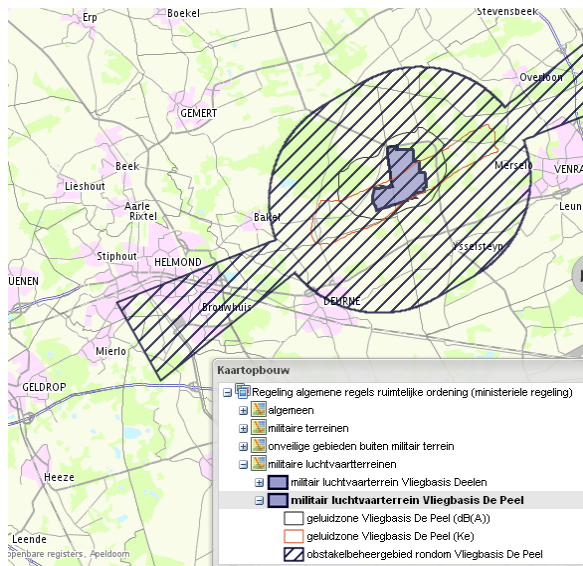 Erp
Boekel
Stevensbeek
Overloon
GEMERT
Beek
Merselo
VENRA
Lieshout
Aarle
Rixtel
Bakel
Leun
Stiphout
HELMOND
Ysselsteyn
UENEN
Brouwhuis
DEURNE
Mierlo
GELDROP
Heeze
Leende
openbare registers, Apeldoorn
Kaartopbouw
Regeling algemene regels ruimtelijke ordening (ministeriele regeling)
algemeen
militaire terreinen
onveilige gebieden buiten militair terrein
militaire luchtvaartterreinen
militair luchtvaarterrein Vliegbasis Deelen
militair luchtvaarterrein Vliegbasis De Peel
geluidzone Vliegbasis De Peel (dB(A))
geluidzone Vliegbasis De Peel (Ke)
obstakelbeheergebied rondom Vliegbasis De Peel